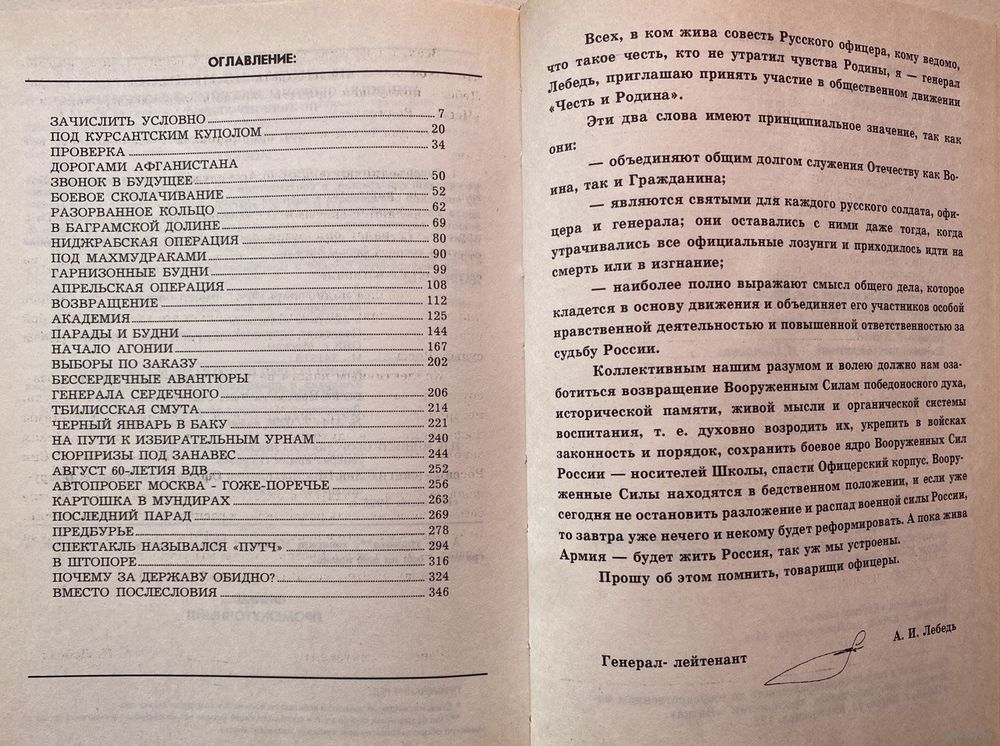 ОГЛАВЛЕНИЕ:
ЗАЧИСЛИТЬ УСЛОВНО 7
ПОД КУРСАНТСКИМ КУПОЛОМ 20
ПРОВЕРКА 34
ДОРОГАМИ АФГАНИСТАНА
ЗВОНОК В БУДУЩЕЕ 50
БОЕВОЕ СКОЛАЧИВАНИЕ 52
РАЗОРВАННОЕ КОЛЬЦО 62
В БАГРАМСКОЙ ДОЛИНЕ 69
НИДЖРАБСКАЯ ОПЕРАЦИЯ 80
ПОД МАХМУДРАКАМИ 90
ГАРНИЗОННЫЕ БУДНИ 99
АПРЕЛЬСКАЯ ОПЕРАЦИЯ 108
ВОЗВРАЩЕНИЕ 112
АКАДЕМИЯ 125
ПАРАДЫ И БУДНИ 144
НАЧАЛО АГОНИИ 167
ВЫБОРЫ ПО ЗАКАЗУ 202
БЕССЕРДЕЧНЫЕ АВАНТЮРЫ
ГЕНЕРАЛА СЕРДЕЧНОГО 206
ТБИЛИССКАЯ СМУТА 214
ЧЕРНЫЙ ЯНВАРЬ В БАКУ 221
НА ПУТИ К ИЗБИРАТЕЛЬНЫМ УРНАМ 240
СЮРПРИЗЫ ПОД ЗАНАВЕС 244
АВГУСТ 60-ЛЕТИЯ ВДВ 252
АВТОПРОБЕГ МОСКВА - ГОЖЕ-ПОРЕЧЬЕ 256
КАРТОШКА В МУНДИРАХ 263
ПОСЛЕДНИЙ ПАРАД 269
ПРЕДБУРЬЕ 278
СПЕКТАКЛЬ НАЗЫВАЛСЯ «ПУТЧ» 294
В ШТОПОРЕ 316
ПОЧЕМУ ЗА ДЕРЖАВУ ОБИДНО? 324
ВМЕСТО ПОСЛЕСЛОВИЯ 346
Всех, в ком жива совесть Русского офицера, кому ведомо,
что такое честь, кто не утратил чувства Родины, я — генерал
Лебедь, приглашаю принять участие в общественном движении
«Честь и Родина».
Эти два слова имеют принципиальное значение, так как
они:
— объединяют общим долгом служения Отечеству как Во-
ина, так и Гражданина;
— являются святыми для каждого русского солдата, офи-
цера и генерала; они оставались с ними даже тогда, когда
утрачивались все официальные лозунги и приходилось идти на
смерть или в изгнание;
— наиболее полно выражают смысл общего дела, которое
кладется в основу движения и объединяет его участников особой
нравственной деятельностью и повышенной ответственностью за
судьбу России.
Коллективным нашим разумом и волею должно нам оза-
ботиться возвращение Вооруженным Силам победоносного духа,
исторической памяти, живой мысли и органической системы
воспитания, т. е. духовно возродить их, укрепить в войсках
законность и порядок, сохранить боевое ядро Вооруженных Сил
России — носителей Школы, спасти Офицерский корпус. Воору-
женные Силы находятся в бедственном положении, и если уже
сегодня не остановить разложение и распад военной силы России,
то завтра уже нечего и некому будет реформировать. А пока жива
Армия — будет жить Россия, так уж мы устроены.
Прошу об этом помнить, товарищи офицеры.
Генерал- лейтенант
А. И. Лебедь